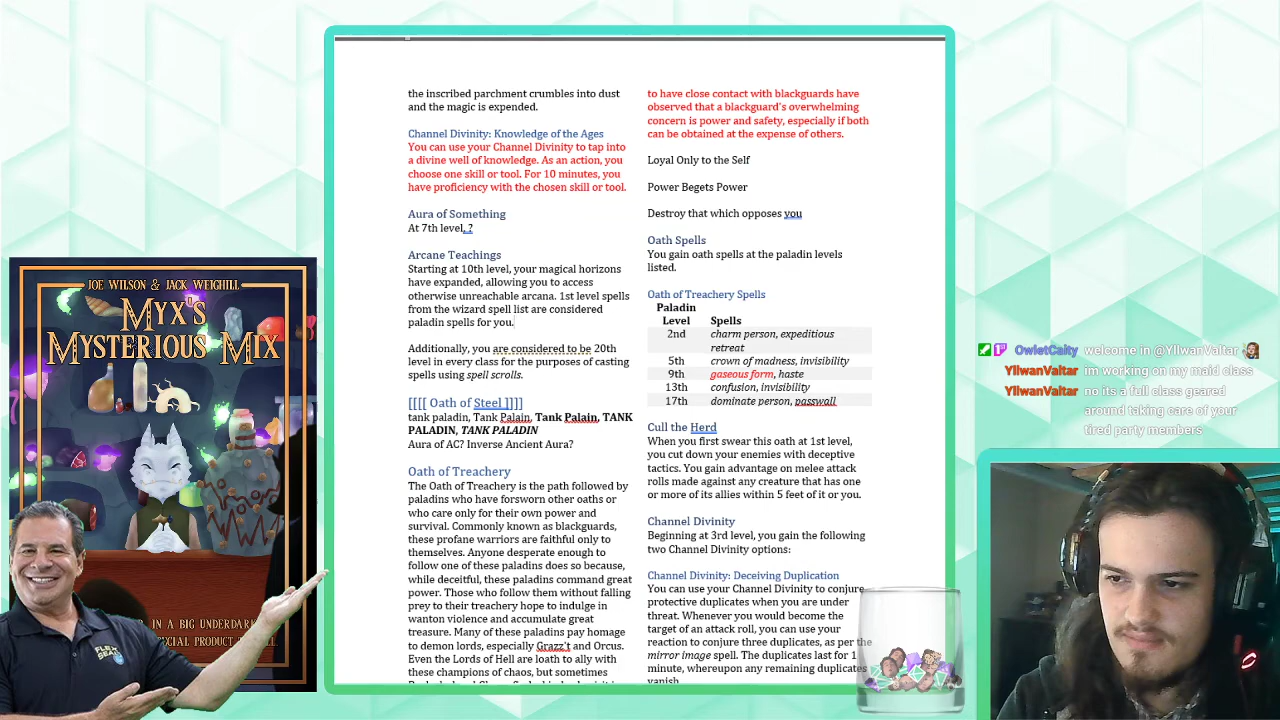 JOE WILSON & JACK WEIGHILL
MYX'S
MYSTERIOUS MIX
FLEX
SEAL
the inscribed parchment crumbles into dust
and the magic is expended.
Channel Divinity: Knowledge of the Ages
You can use your Channel Divinity to tap into
a divine well of knowledge. As an action, you
choose one skill or tool. For 10 minutes, you
have proficiency with the chosen skill or tool.
Aura of Something
At 7th level, ?
Arcane Teachings
Starting at 10th level, your magical horizons
have expanded, allowing you to access
otherwise unreachable arcana. 1st level spells
from the wizard spell list are considered
paladin spells for you.
Additionally, you are considered to be 20th
level in every class for the purposes of casting
spells using spell scrolls.
[[[[ Oath of Steel ]]]]
tank paladin, Tank Palain, Tank Palain, TANK
PALADIN, TANK PALADIN
Aura of AC? Inverse Ancient Aura?
Oath of Treachery
The Oath of Treachery is the path followed by
paladins who have forsworn other oaths or
who care only for their own power and
survival. Commonly known as blackguards,
these profane warriors are faithful only to
themselves. Anyone desperate enough to
follow one of these paladins does so because,
while deceitful, these paladins command great
power. Those who follow them without falling
prey to their treachery hope to indulge in
wanton violence and accumulate great
treasure. Many of these paladins pay homage
to demon lords, especially Grazz't and Orcus.
Even the Lords of Hell are loath to ally with
these champions of chaos, but sometimes
to have close contact with blackguards have
observed that a blackguard's overwhelming
concern is power and safety, especially if both
can be obtained at the expense of others.
Loyal Only to the Self
Power Begets Power
Destroy that which opposes you
Oath Spells
You gain oath spells at the paladin levels
listed.
Oath of Treachery Spells
Paladin
Level Spells
2nd charm person, expeditious
retreat
5th crown of madness, invisibility
9th gaseous form, haste
13th confusion, invisibility
17th dominate person, passwall
Cull the Herd
When you first swear this oath at 1st level,
you cut down your enemies with deceptive
tactics. You gain advantage on melee attack
rolls made against any creature that has one
or more of its allies within 5 feet of it or you.
Channel Divinity
Beginning at 3rd level, you gain the following
two Channel Divinity options:
Channel Divinity: Deceiving Duplication
You can use your Channel Divinity to conjure
protective duplicates when you are under
threat. Whenever you would become the
target of an attack roll, you can use your
reaction to conjure three duplicates, as per the
mirror image spell. The duplicates last for 1
minute, whereupon any remaining duplicates
vanish.
OwletCaity welcome in @YllwanValtar
YllwanValtar im working on my maid class
YllwanValtar no its a full class geared
around taking care of your
tired party members